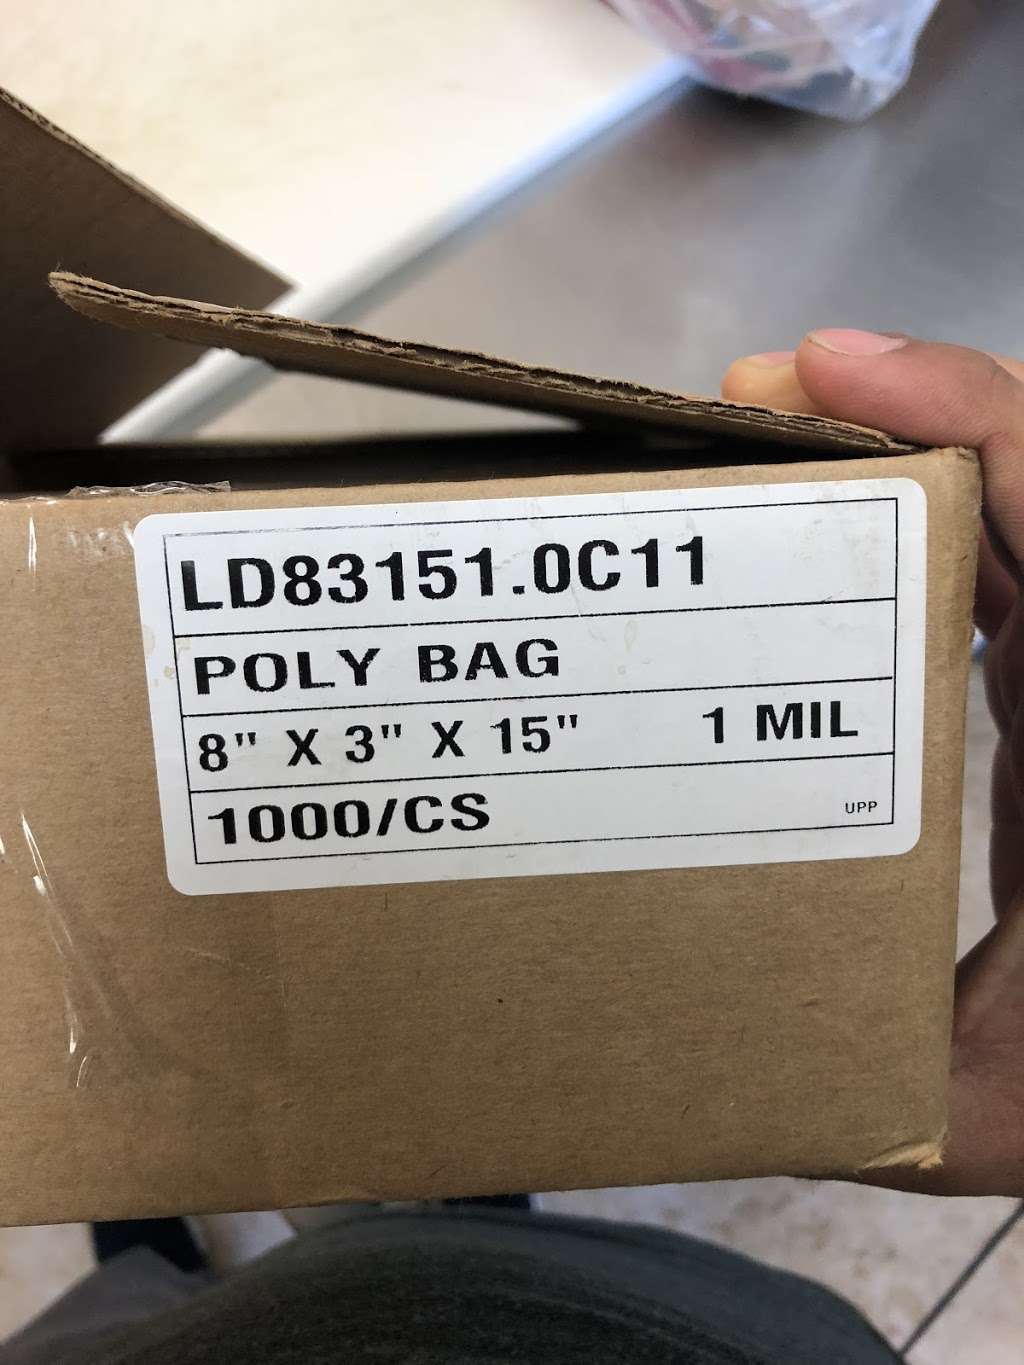 LD83151.0C11
POLY BAG
8" X 3" X 15" 1 MIL
1000/CS UPP